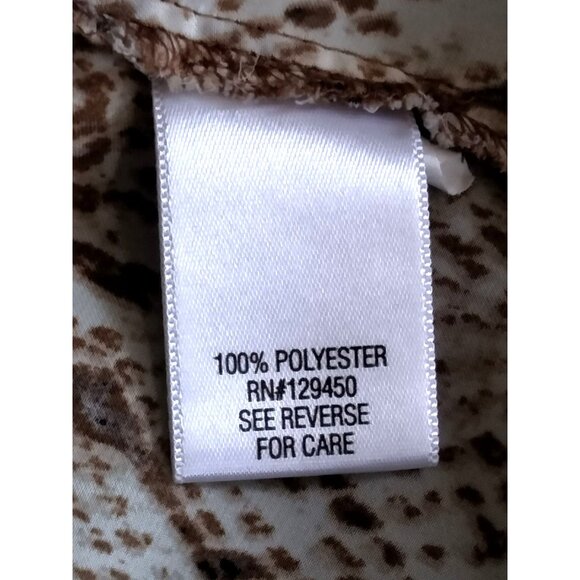 100% POLYESTER
RN#129450
SEE REVERSE
FOR CARE